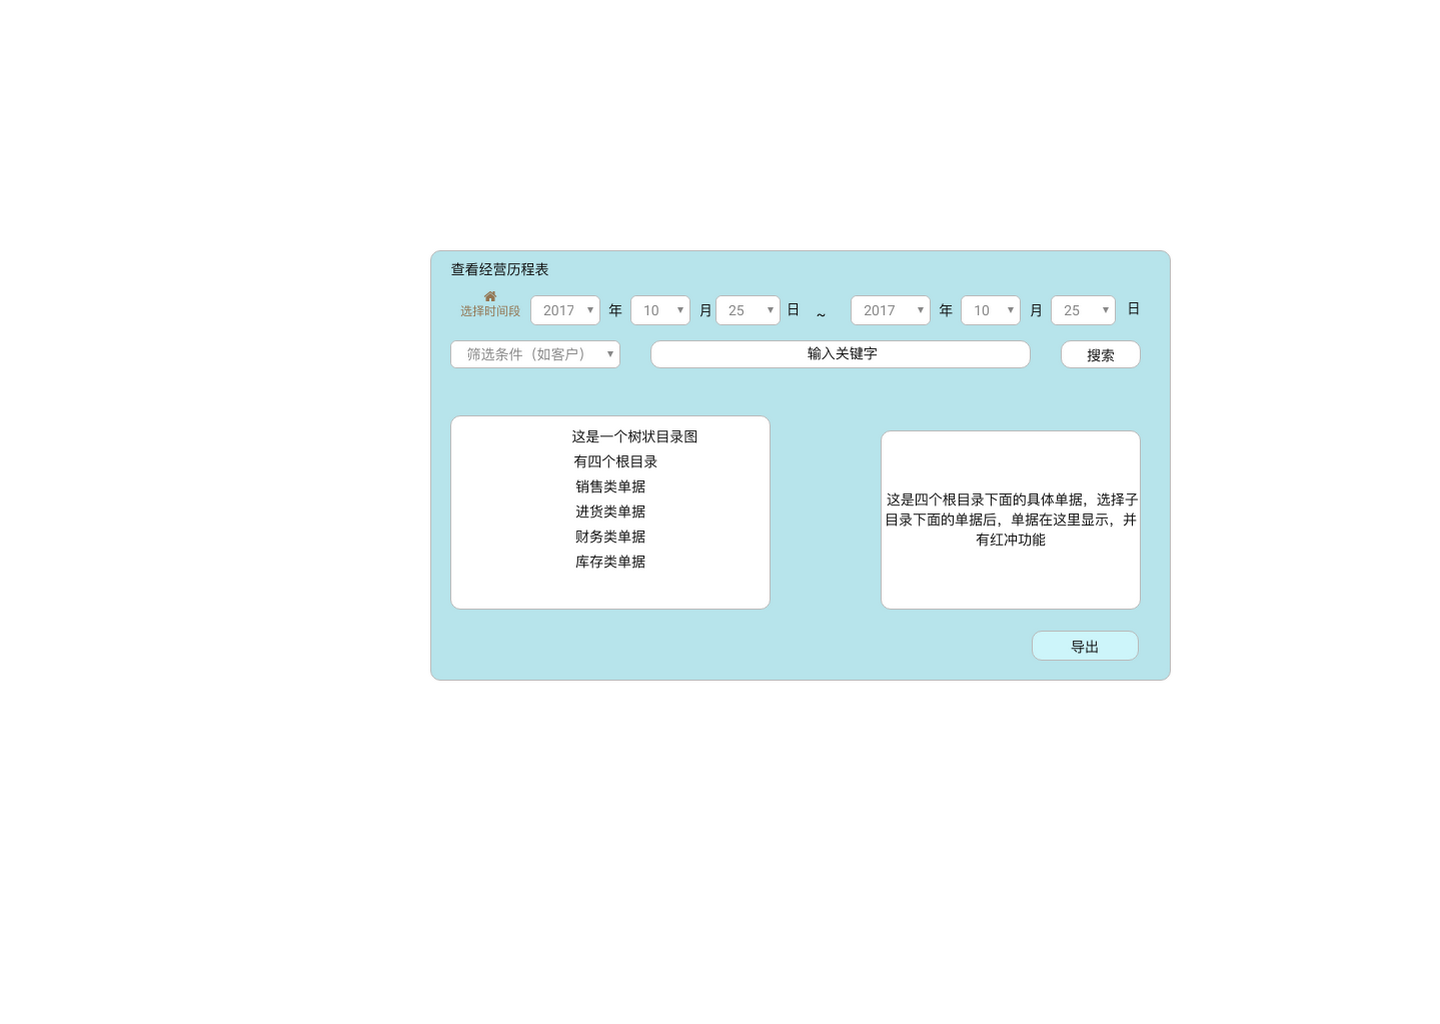 查看经营历程表
选择时间段 2017 年 10 月 25 日 ~ 2017 年 10 月 25 日
筛选条件（如客户） 输入关键字 搜索
这是一个树状目录图
有四个根目录
销售类单据
进货类单据
财务类单据
库存类单据
这是四个根目录下面的具体单据，选择子
目录下面的单据后，单据在这里显示，并
有红冲功能
导出